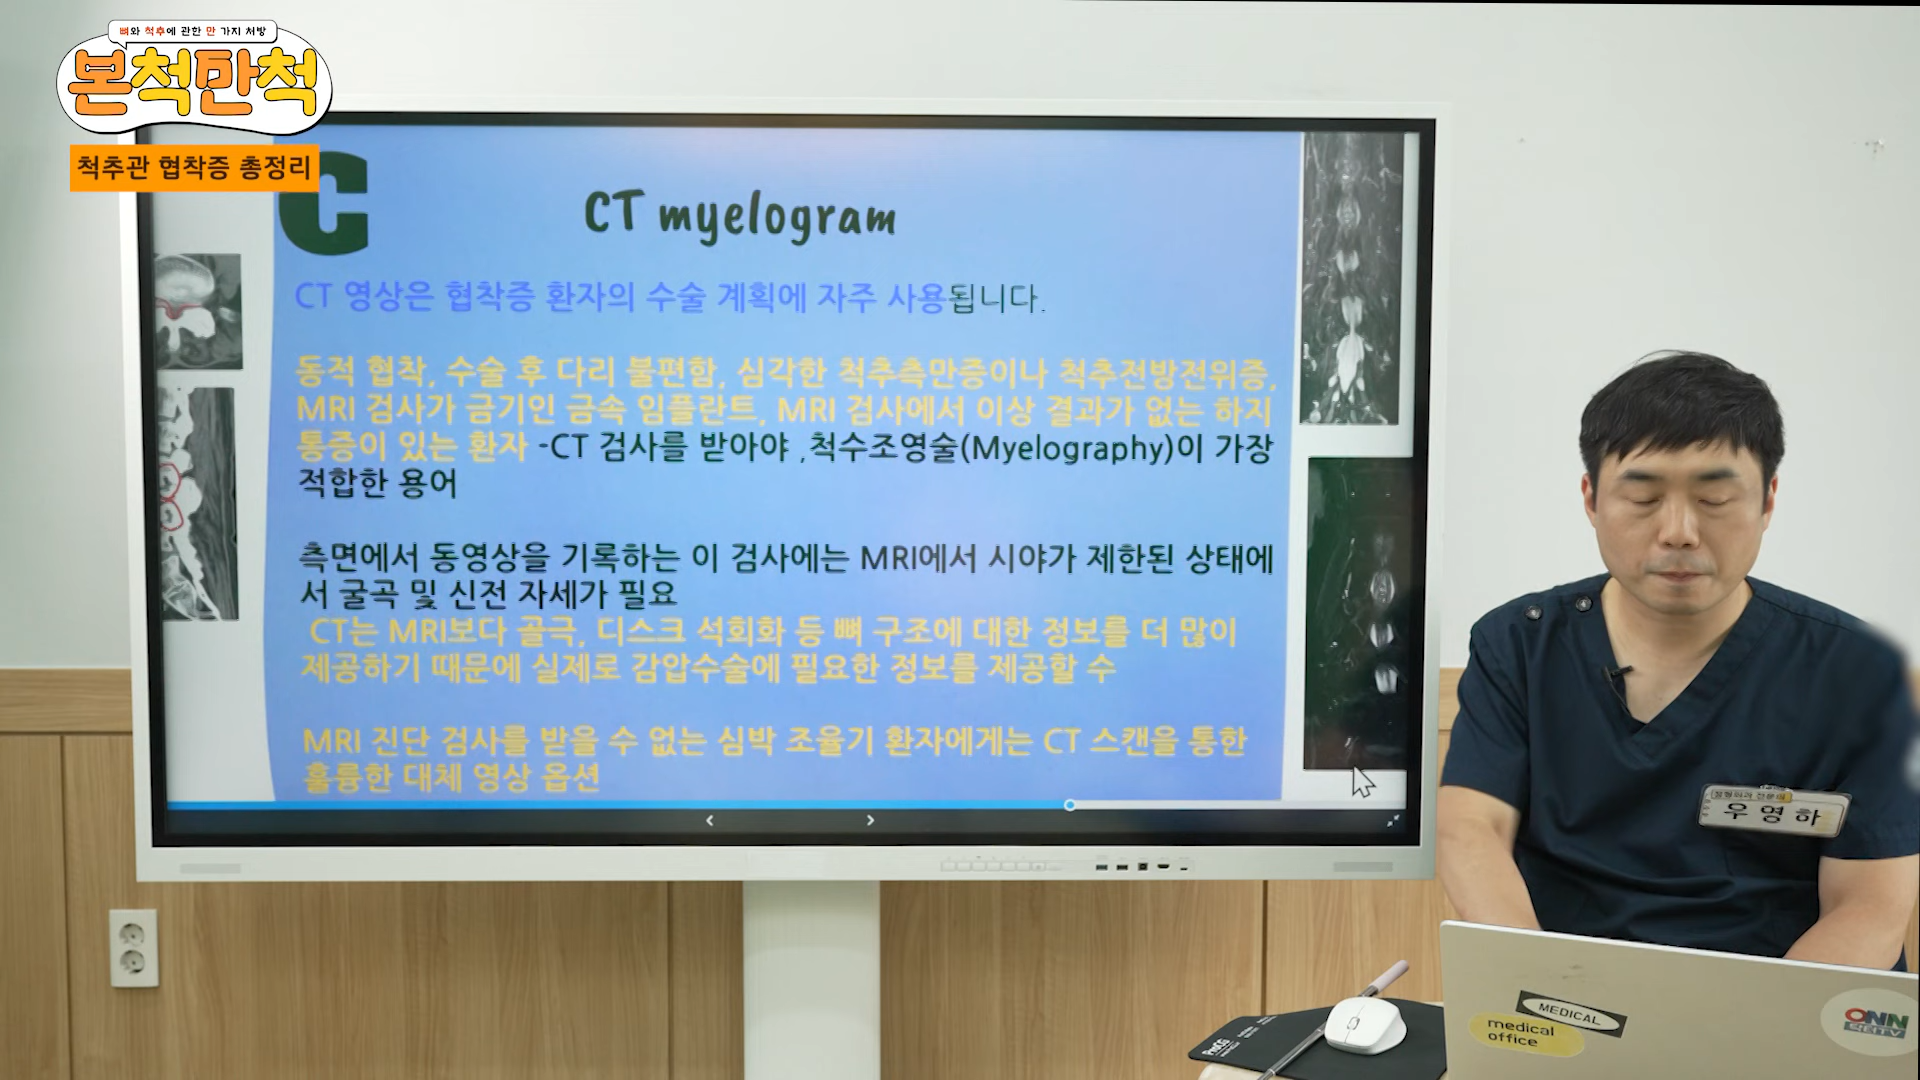 뼈와 척추에 관한 만 가지 처방
본척만척
척추관 협착증 총정리
C
CT myelogram
CT 영상은 협착증 환자의 수술 계획에 자주 사용됩니다.
동적 협착, 수술 후 다리 불편함, 심각한 척추측만증이나 척추전방전위증,
MRI 검사가 금기인 금속 임플란트, MRI 검사에서 이상 결과가 없는 하지
통증이 있는 환자 -CT 검사를 받아야 ,척수조영술(Myelography)이 가장
적합한 용어
측면에서 동영상을 기록하는 이 검사에는 MRI에서 시야가 제한된 상태에
서 굴곡 및 신전 자세가 필요
CT는 MRI보다 골극, 디스크 석회화 등 뼈 구조에 대한 정보를 더 많이
제공하기 때문에 실제로 감압수술에 필요한 정보를 제공할 수
MRI 진단 검사를 받을 수 없는 심박 조율기 환자에게는 CT 스캔을 통한
훌륭한 대체 영상 옵션
정형외과 전문의
우영하
MEDICAL
medical
office
ONN
닥터TV